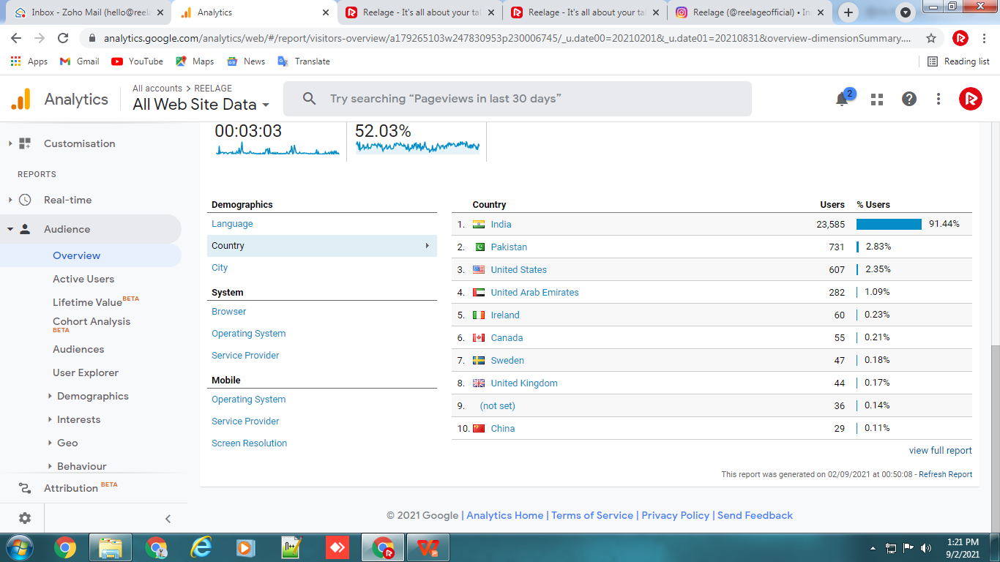 Inbox - Zoho Mail (hello@reela
Analytics
Reelage - It's all about your tal
Reelage - It's all about your tal
Reelage (@reelageofficial) • In
analytics.google.com/analytics/web/#/report/visitors-overview/a179265103w247830953p230006745/_u.date00=20210201&_u.date01=20210831&overview-dimensionSummary....
Apps
Gmail
YouTube
Maps
News
Translate
Reading list
Analytics
All accounts > REELAGE
All Web Site Data
Try searching “Pageviews in last 30 days”
2
Customisation
REPORTS
Real-time
Audience
Overview
Active Users
Lifetime Value BETA
Cohort Analysis
BETA
Audiences
User Explorer
Demographics
Interests
Geo
Behaviour
Attribution BETA
00:03:03
52.03%
Demographics
Language
Country
City
System
Browser
Operating System
Service Provider
Mobile
Operating System
Service Provider
Screen Resolution
Country Users % Users
1. India 23,585 91.44%
2. Pakistan 731 2.83%
3. United States 607 2.35%
4. United Arab Emirates 282 1.09%
5. Ireland 60 0.23%
6. Canada 55 0.21%
7. Sweden 47 0.18%
8. United Kingdom 44 0.17%
9. (not set) 36 0.14%
10. China 29 0.11%
view full report
This report was generated on 02/09/2021 at 00:50:08 - Refresh Report
© 2021 Google | Analytics Home | Terms of Service | Privacy Policy | Send Feedback
1:21 PM
9/2/2021